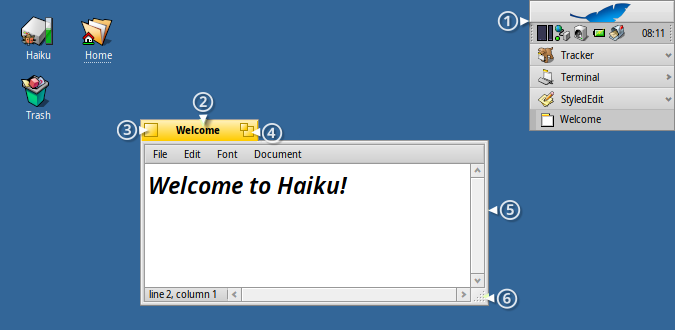 Haiku
Home
Trash
1
08:11
Tracker
Terminal
StyledEdit
Welcome
2
3
Welcome
4
File Edit Font Document
Welcome to Haiku!
5
line 2, column 1
6